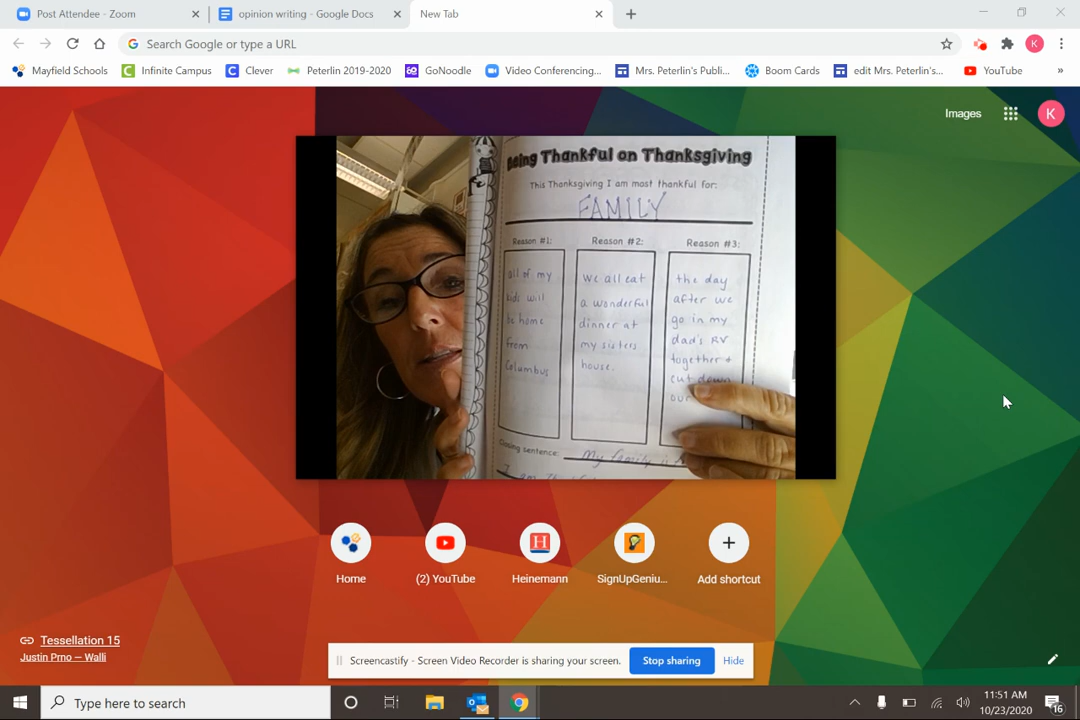 Post Attendee - Zoom
opinion writing - Google Docs
New Tab
Search Google or type a URL
K
Mayfield Schools
Infinite Campus
Clever
Peterlin 2019-2020
GoNoodle
Video Conferencing...
Mrs. Peterlin's Publi...
Boom Cards
edit Mrs. Peterlin's...
YouTube
»
Images
K
Being Thankful on Thanksgiving
This Thanksgiving I am most thankful for:
FAMILY
Reason #1:
all of my
kids will
be home
from
Columbus
Reason #2:
we all eat
a wonderful
dinner at
my sisters
house.
Reason #3:
the day
after we
go in my
dad's RV
together +
cut down
our
Closing sentence: My family is
I am
Home
(2) YouTube
Heinemann
SignUpGeniu...
Add shortcut
Tessellation 15
Justin Prno — Walli
Screencastify - Screen Video Recorder is sharing your screen.
Stop sharing
Hide
Type here to search
11:51 AM
10/23/2020
16